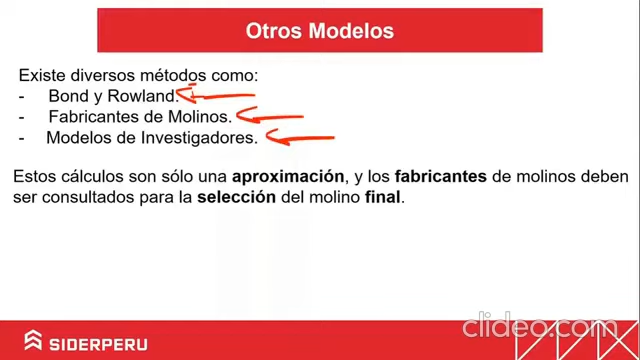 Otros Modelos
Existe diversos métodos como:
- Bond y Rowland.
- Fabricantes de Molinos.
- Modelos de Investigadores.
Estos cálculos son sólo una aproximación, y los fabricantes de molinos deben
ser consultados para la selección del molino final.
SIDERPERU
clideo.com